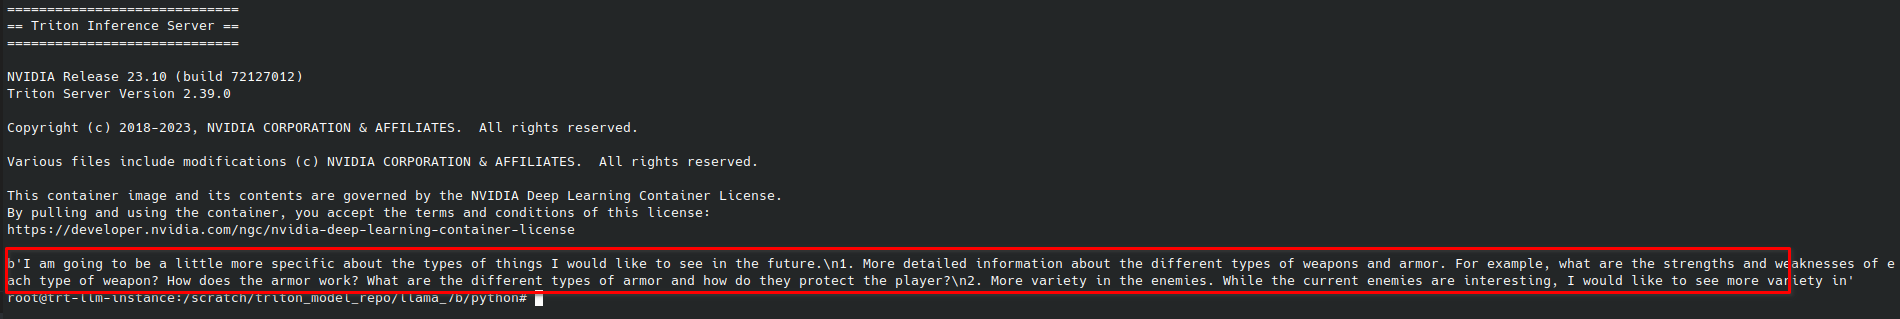 =============================
== Triton Inference Server ==
=============================
NVIDIA Release 23.10 (build 72127012)
Triton Server Version 2.39.0
Copyright (c) 2018-2023, NVIDIA CORPORATION & AFFILIATES.  All rights reserved.
Various files include modifications (c) NVIDIA CORPORATION & AFFILIATES.  All rights reserved.
This container image and its contents are governed by the NVIDIA Deep Learning Container License.
By pulling and using the container, you accept the terms and conditions of this license:
https://developer.nvidia.com/ngc/nvidia-deep-learning-container-license
b'I am going to be a little more specific about the types of things I would like to see in the future.\n1. More detailed information about the different types of weapons and armor. For example, what are the strengths and weaknesses of e
ach type of weapon? How does the armor work? What are the different types of armor and how do they protect the player?\n2. More variety in the enemies. While the current enemies are interesting, I would like to see more variety in'
root@trt-llm-instance:/scratch/triton_model_repo/llama_7b/python#